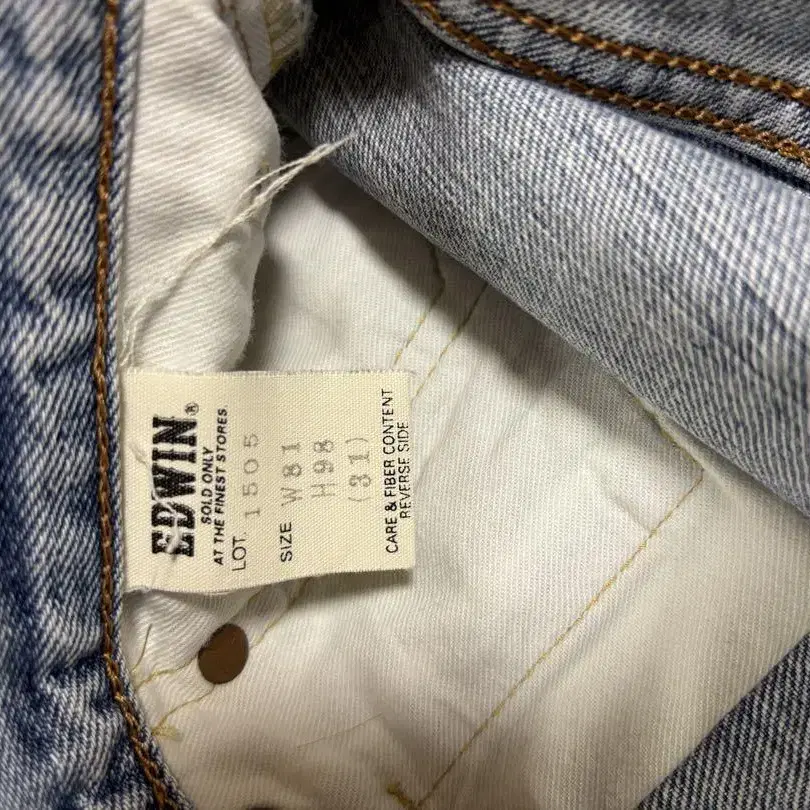 EDWIN®
SOLD ONLY
AT THE FINEST STORES.
LOT. 1505
SIZE W81
H98
(31)
CARE & FIBER CONTENT
REVERSE SIDE